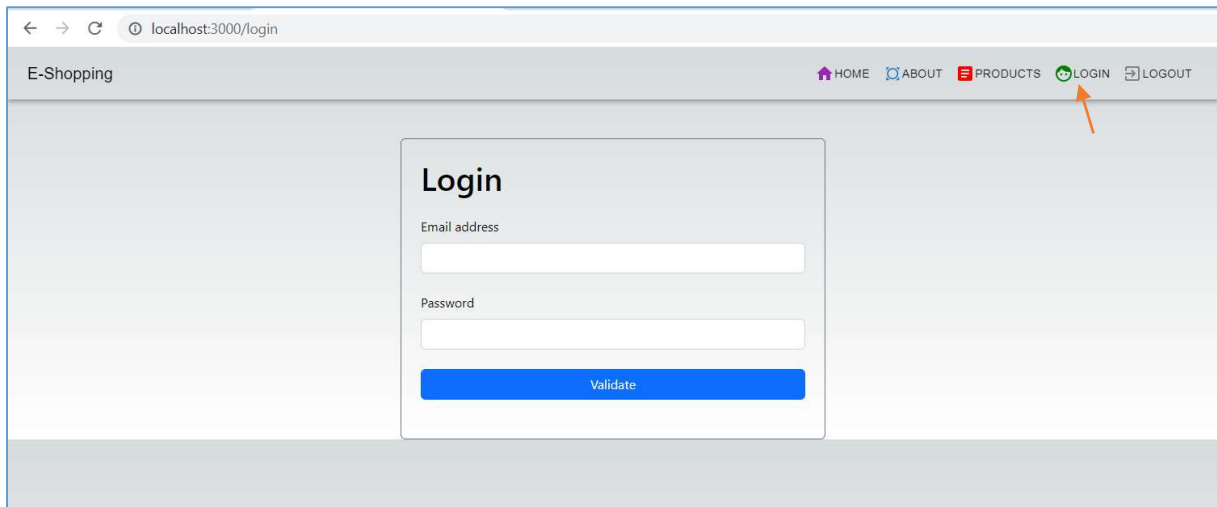 localhost:3000/login
E-Shopping HOME ABOUT PRODUCTS LOGIN LOGOUT
Login
Email address
Password
Validate